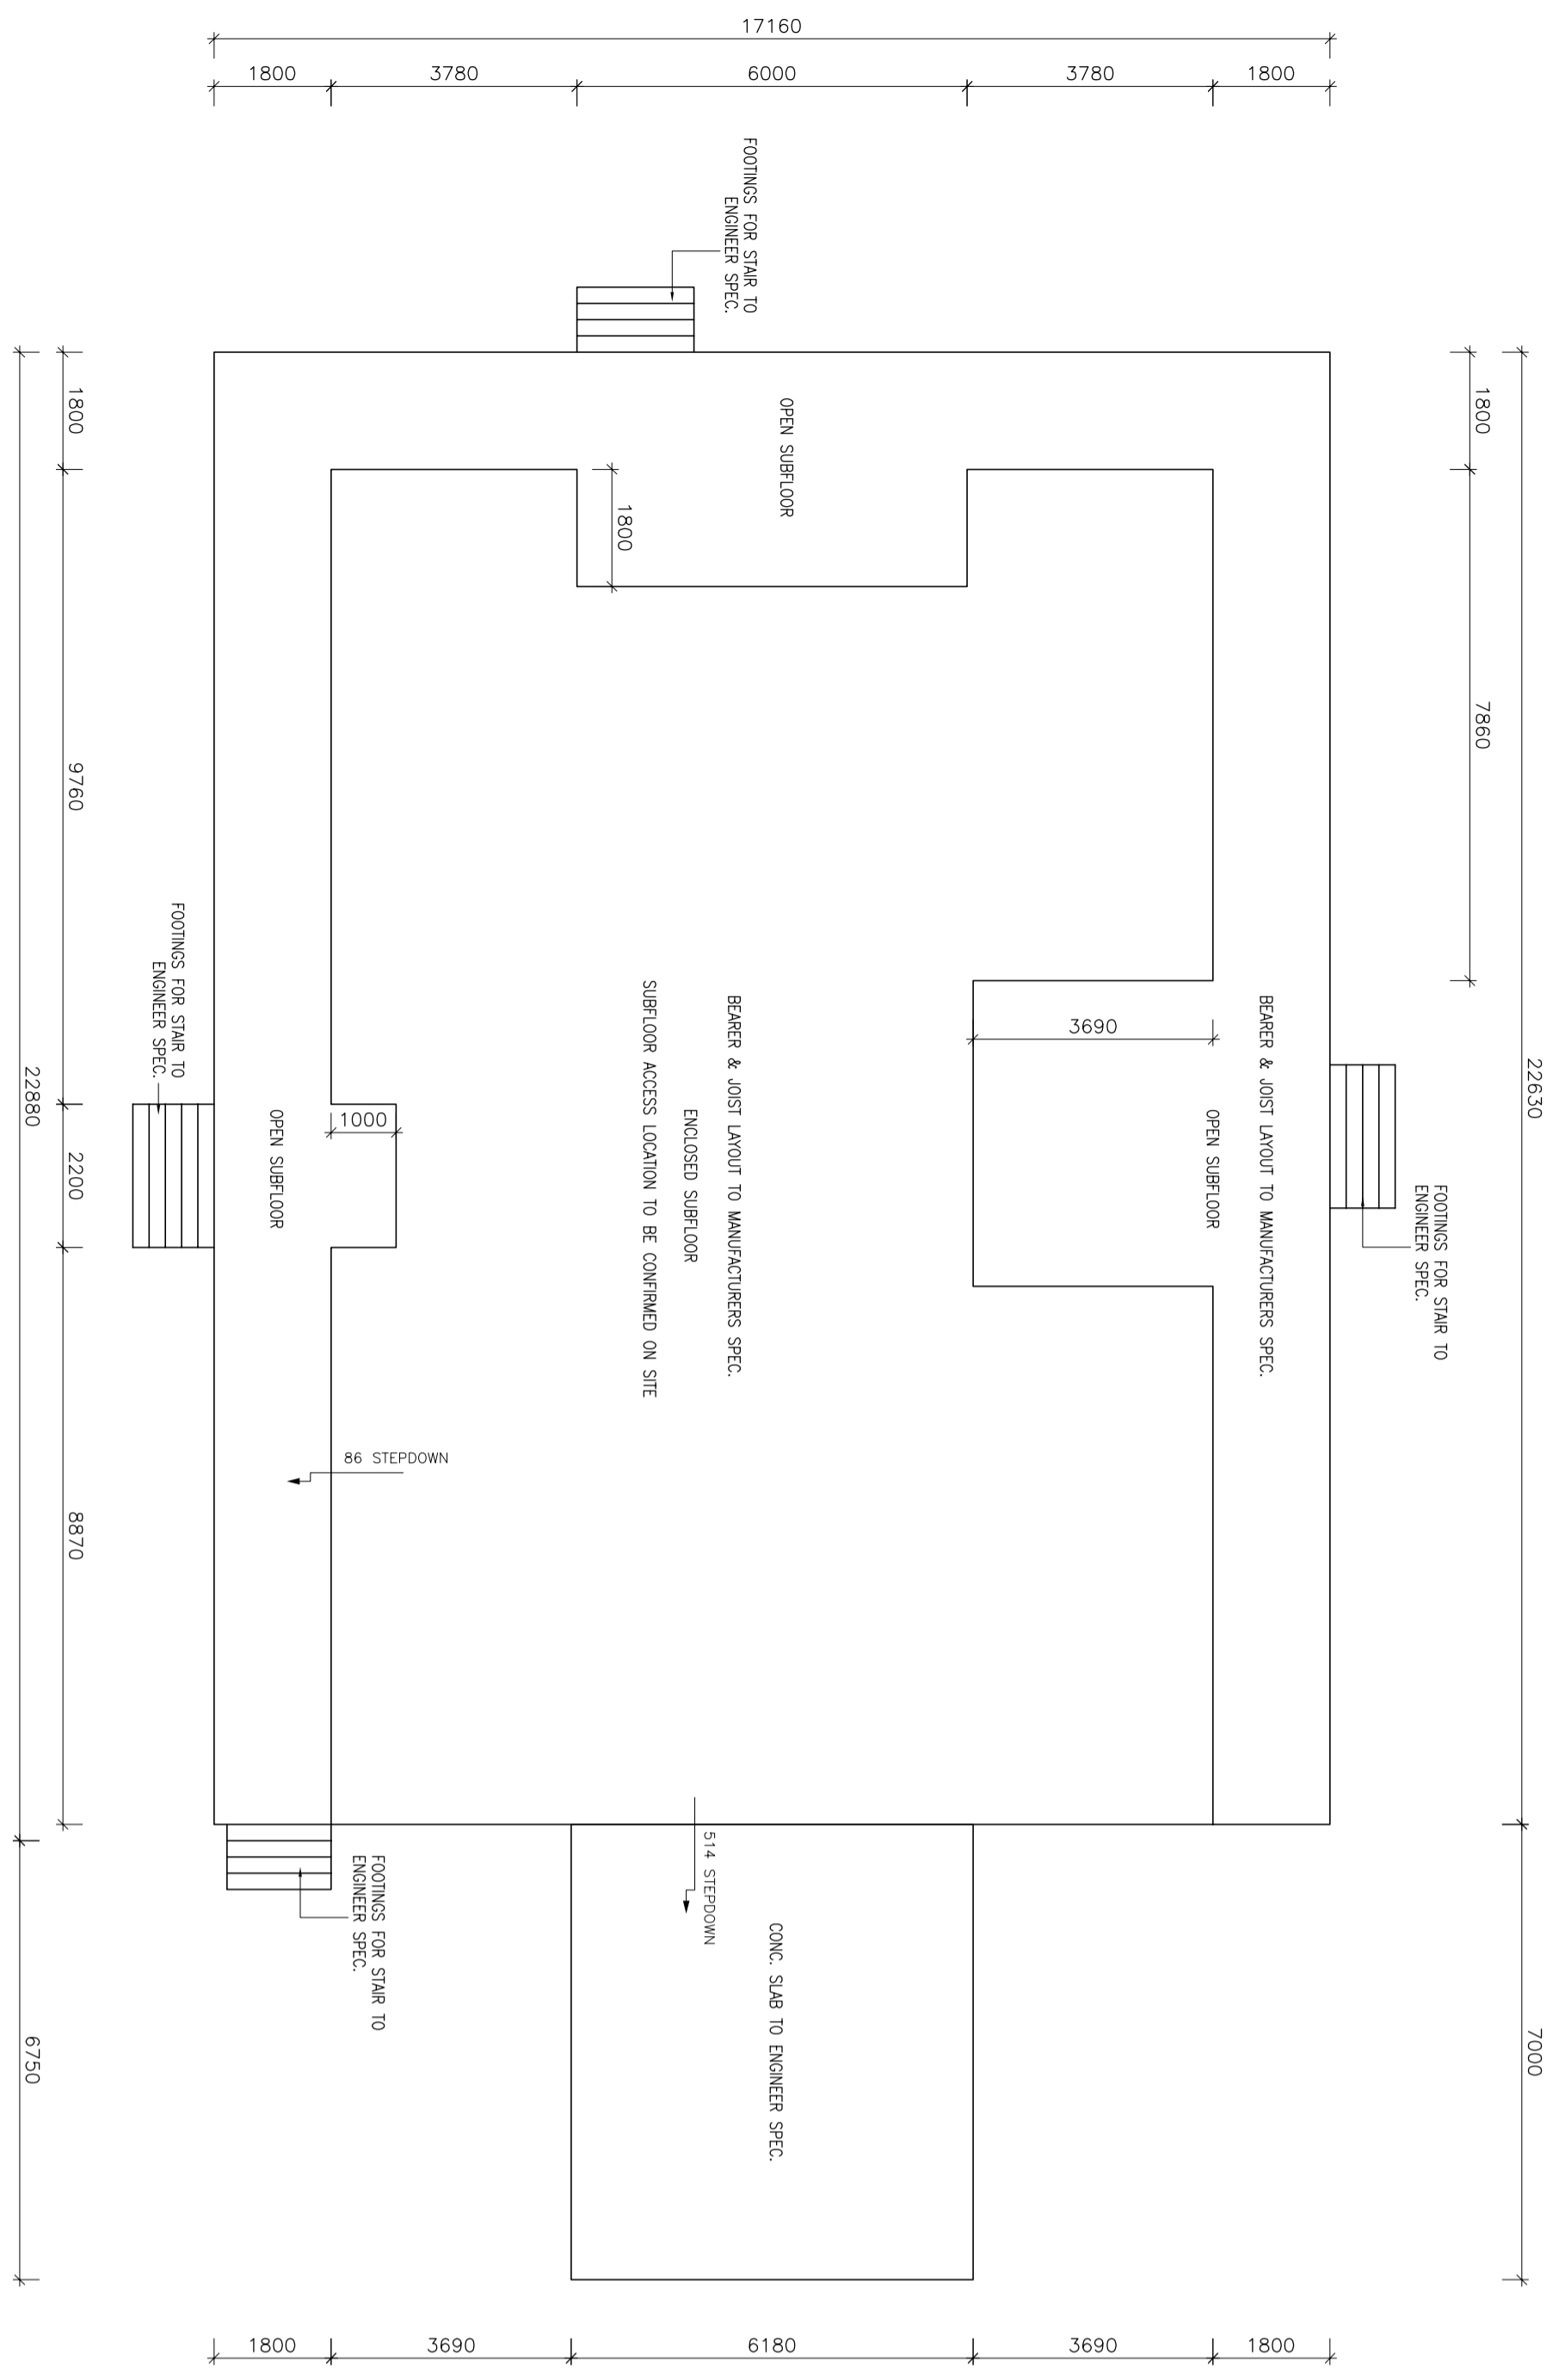 17160
1800
3780
6000
3780
1800
FOOTINGS FOR STAIR TO
ENGINEER SPEC.
1800
7860
22630
7000
1800
9760
2200
8870
22880
6750
OPEN SUBFLOOR
1800
3690
BEARER & JOIST LAYOUT TO MANUFACTURERS SPEC.
OPEN SUBFLOOR
FOOTINGS FOR STAIR TO
ENGINEER SPEC.
BEARER & JOIST LAYOUT TO MANUFACTURERS SPEC.
ENCLOSED SUBFLOOR
SUBFLOOR ACCESS LOCATION TO BE CONFIRMED ON SITE
FOOTINGS FOR STAIR TO
ENGINEER SPEC.
1000
OPEN SUBFLOOR
86 STEPDOWN
514 STEPDOWN
FOOTINGS FOR STAIR TO
ENGINEER SPEC.
CONC. SLAB TO ENGINEER SPEC.
1800
3690
6180
3690
1800